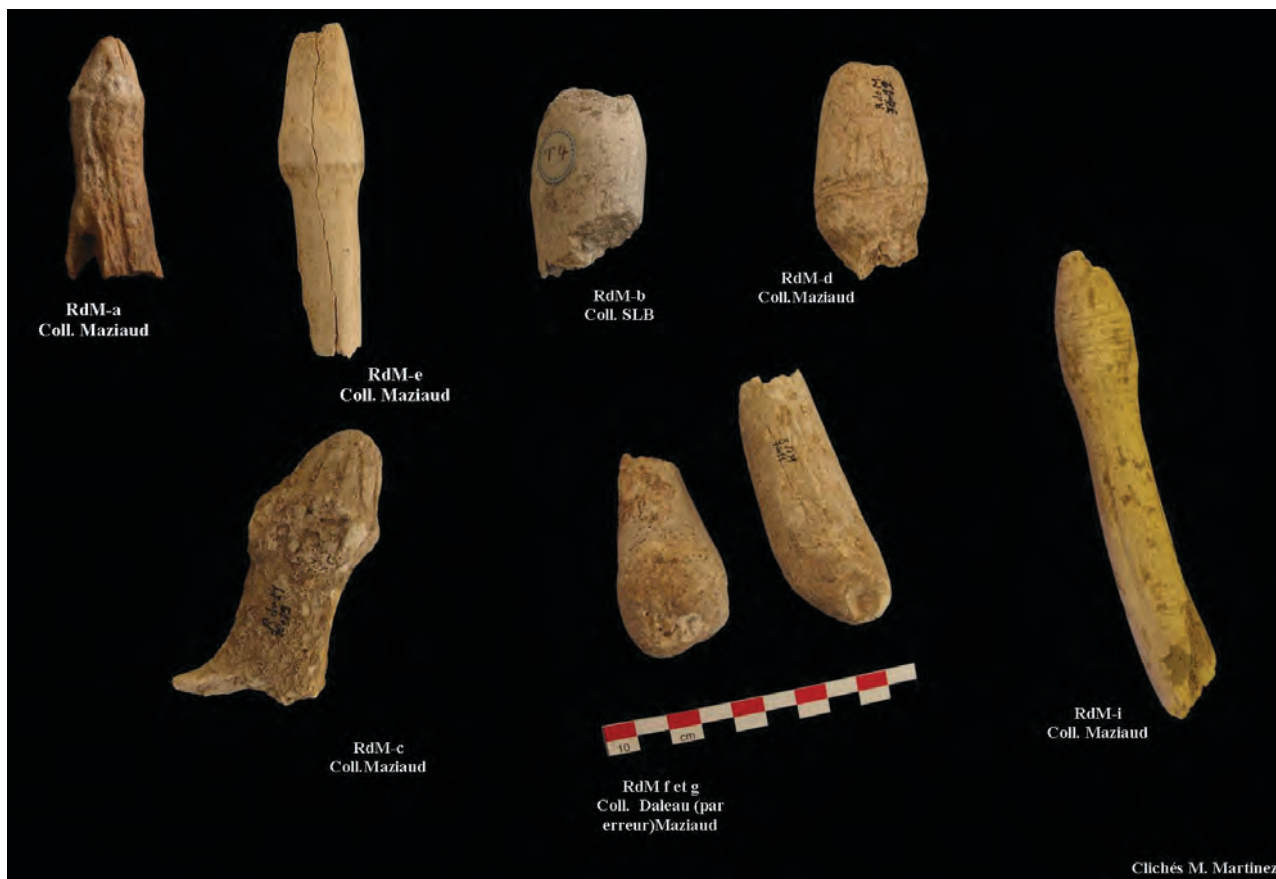 RdM-a
Coll. Maziaud
RdM-e
Coll. Maziaud
T4
RdM-b
Coll. SLB
RdM-d
Coll.Maziaud
RdM-c
Coll.Maziaud
10 cm
RdM f et g
Coll. Daleau (par
erreur)Maziaud
RdM-i
Coll. Maziaud
Clichés M. Martinez